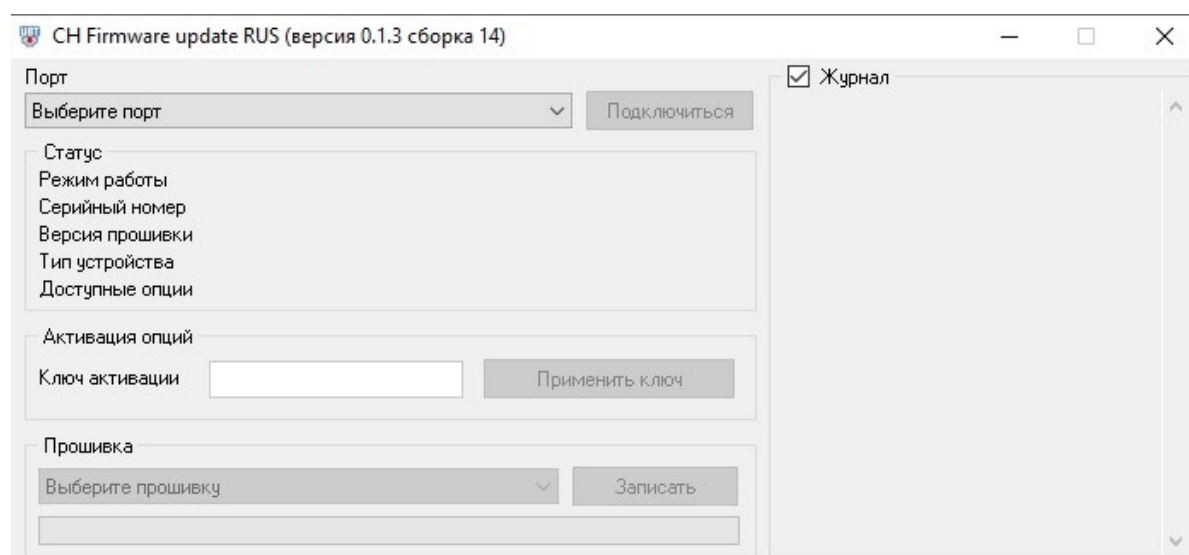 CH Firmware update RUS (версия 0.1.3 сборка 14)
Порт
Выберите порт
Подключиться
Статус
Режим работы
Серийный номер
Версия прошивки
Тип устройства
Доступные опции
Активация опций
Ключ активации
Применить ключ
Прошивка
Выберите прошивку
Записать
Журнал